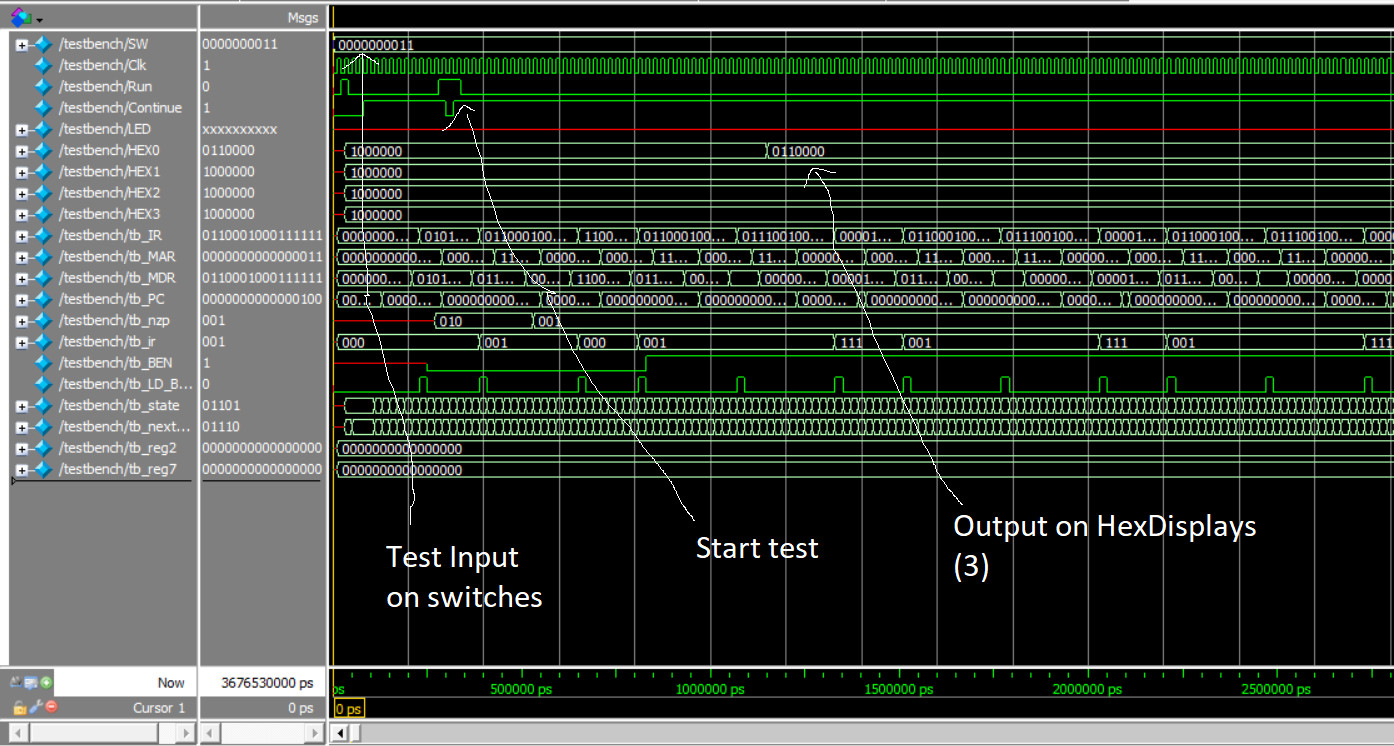 Msgs
/testbench/SW 0000000011 0000000011
/testbench/Clk 1
/testbench/Run 0
/testbench/Continue 1
/testbench/LED xxxxxxxxxx
/testbench/HEX0 0110000 1000000 0110000
/testbench/HEX1 1000000 1000000
/testbench/HEX2 1000000 1000000
/testbench/HEX3 1000000 1000000
/testbench/tb_IR 0110001000111111 0000000... 0101... 011000100... 1100... 011000100... 011100100... 00001... 011000100... 011100100... 00001... 011000100... 011100100... 0000
/testbench/tb_MAR 0000000000000011 000000000... 000... 11... 0000... 000... 11... 000... 11... 00000... 000... 11... 000... 11... 00000... 000... 11... 00000...
/testbench/tb_MDR 0110001000111111 000000... 0101... 011... 00... 1100... 011... 00... 00000... 00001... 011... 00... 00000... 00001... 011... 00... 00000... 0000
/testbench/tb_PC 0000000000000100 00... 0000... 000000000... 0000... 000000000... 000000000... 0000... 000000000... 000000000... 0000... 000000000... 000000000... 0000...
/testbench/tb_nzp 001 010 001
/testbench/tb_ir 001 000 001 000 001 111 001 111 001 111
/testbench/tb_BEN 1
/testbench/tb_LD_B... 0
/testbench/tb_state 01101
/testbench/tb_next... 01110
/testbench/tb_reg2 0000000000000000 0000000000000000
/testbench/tb_reg7 0000000000000000 0000000000000000
Test Input
on switches
Start test
Output on HexDisplays
(3)
Now 3676530000 ps ps 500000 ps 1000000 ps 1500000 ps 2000000 ps 2500000 ps
Cursor 1 0 ps 0 ps